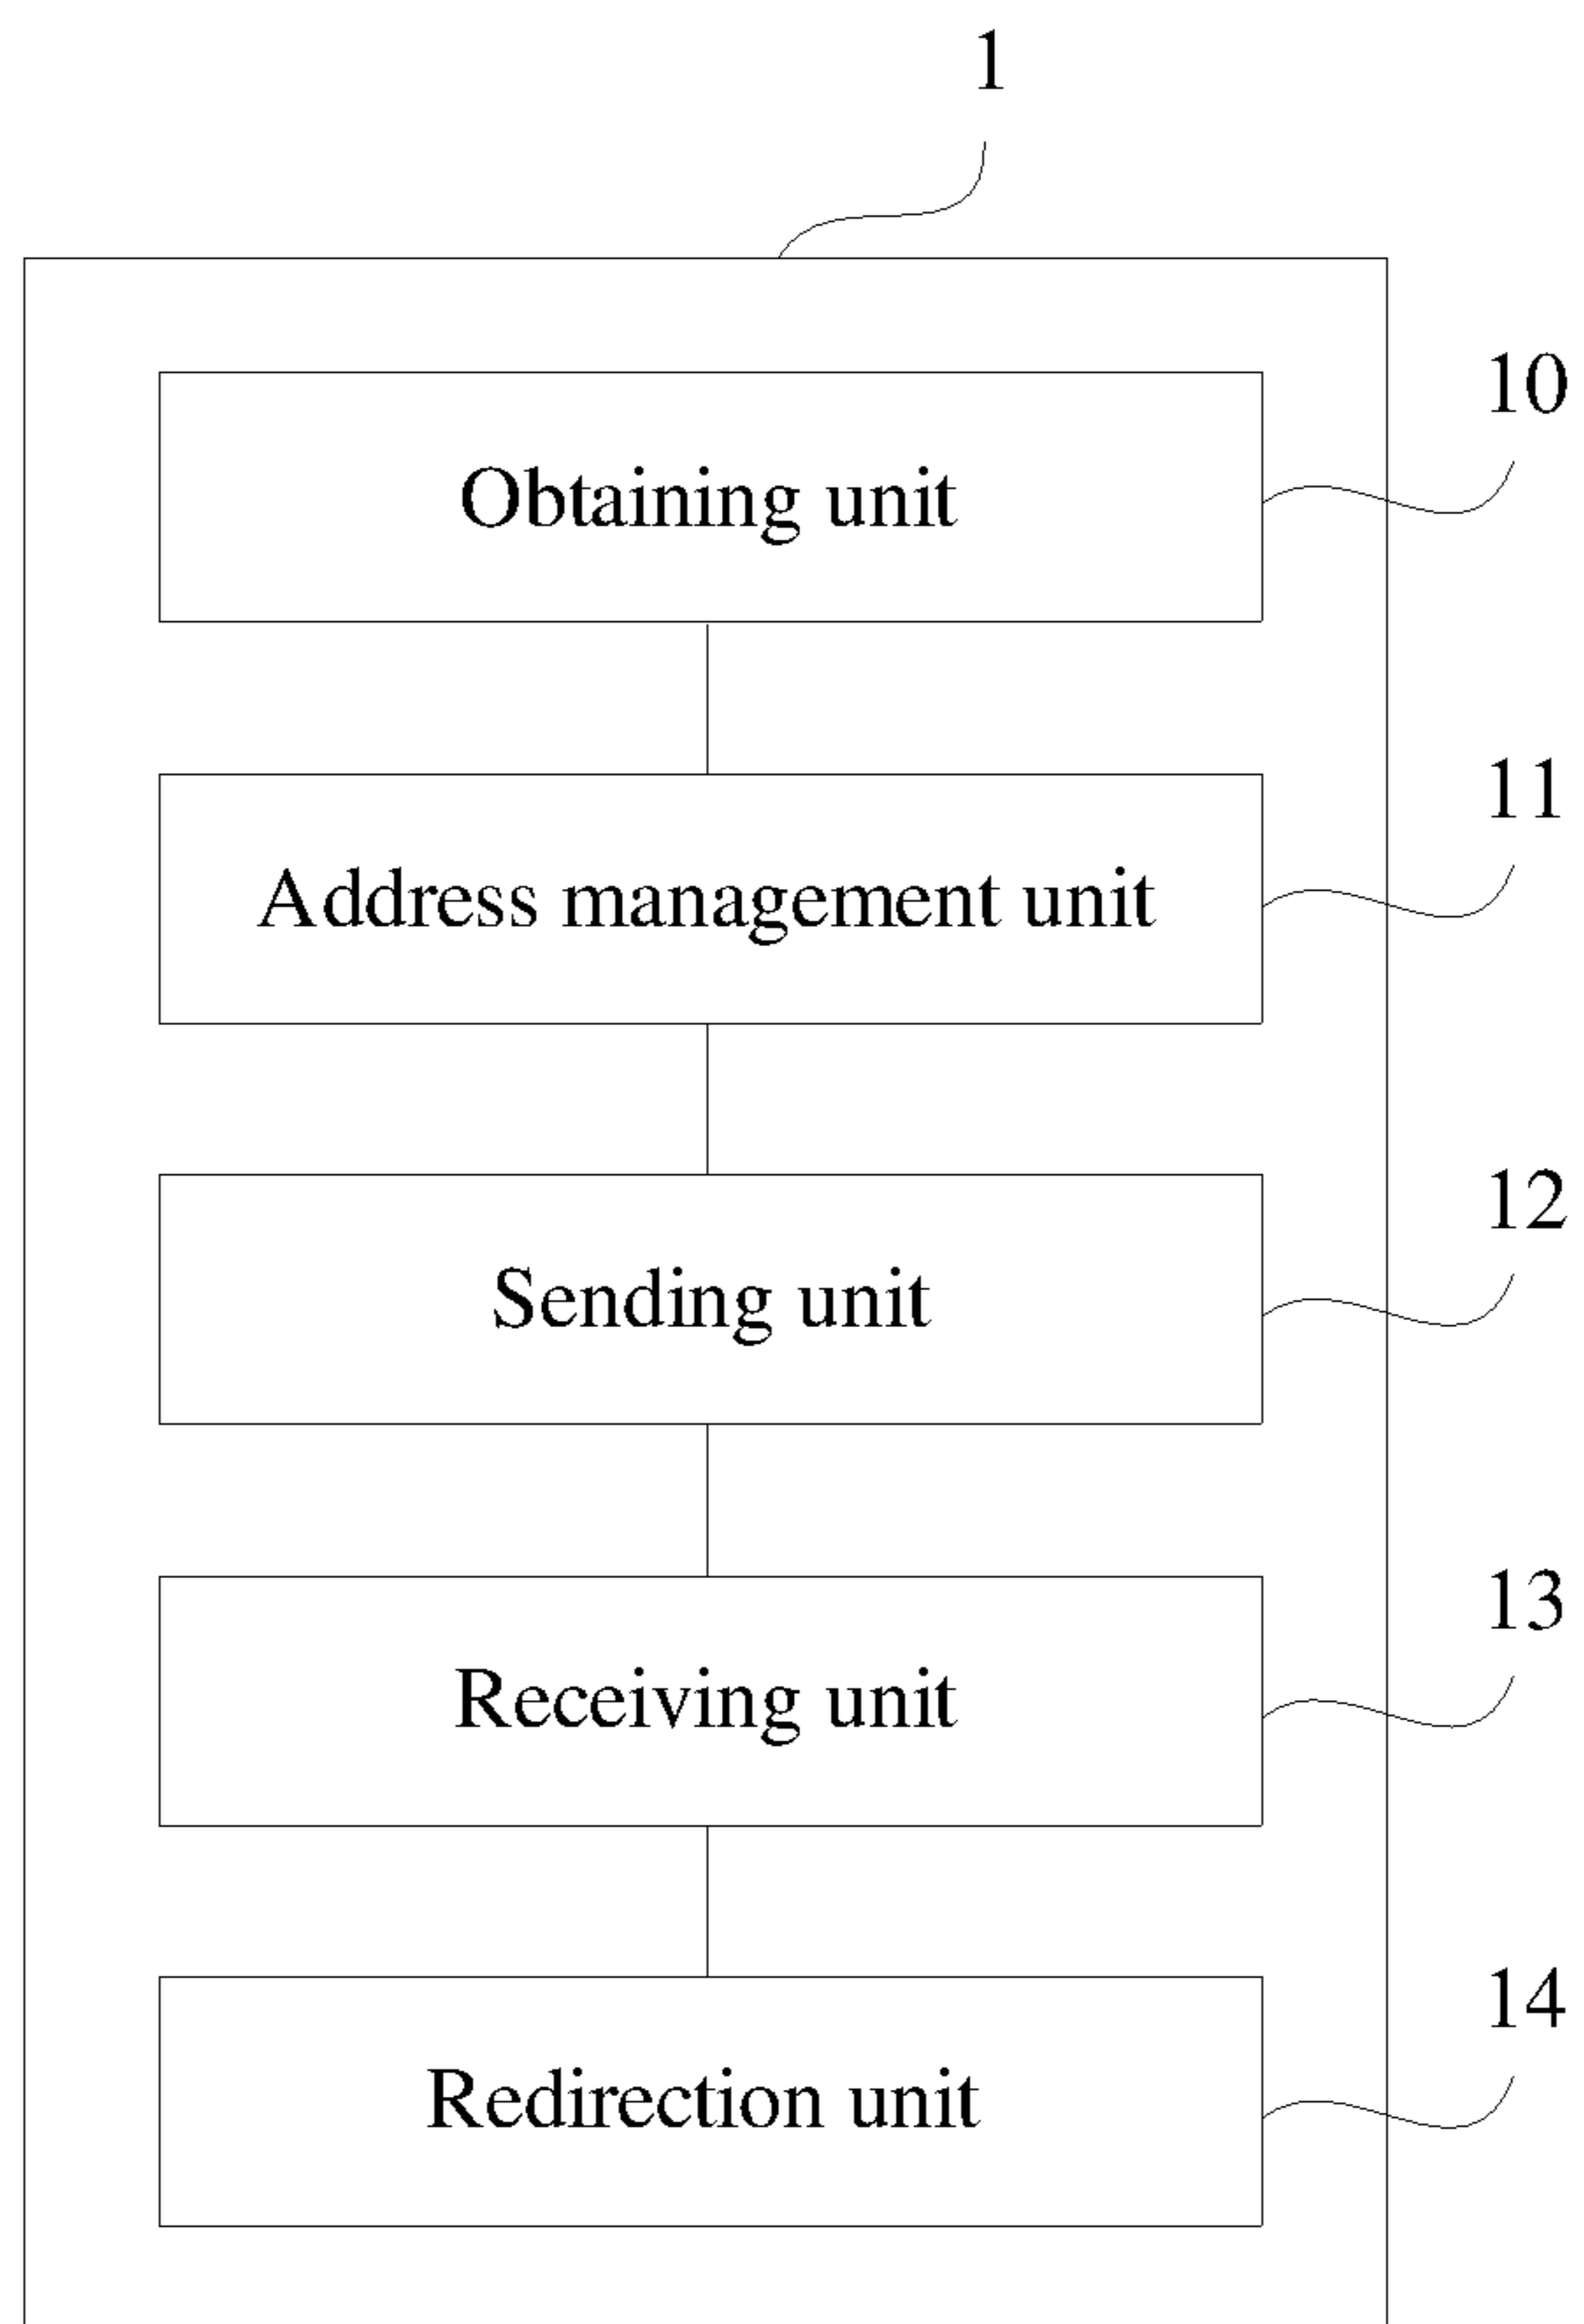 1
10
Obtaining unit
11
Address management unit
12
Sending unit
13
Receiving unit
14
Redirection unit